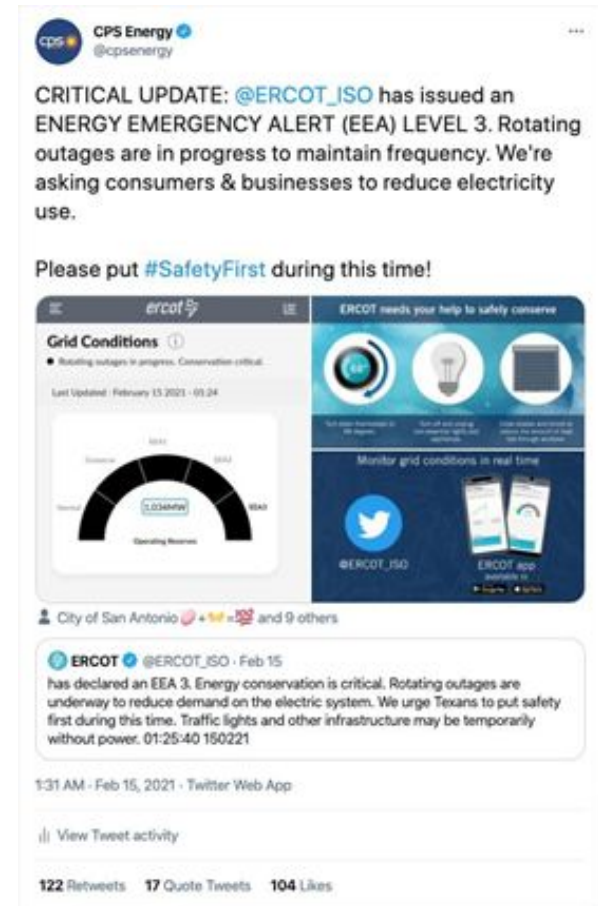 cps
CPS Energy
@cpsenergy
CRITICAL UPDATE: @ERCOT_ISO has issued an
ENERGY EMERGENCY ALERT (EEA) LEVEL 3. Rotating
outages are in progress to maintain frequency. We're
asking consumers & businesses to reduce electricity
use.
Please put #SafetyFirst during this time!
ercot
Grid Conditions
Rotating outages in progress. Conservation critical.
Last Updated: February 15 2021 - 01:24
Normal
EEA1
EEA2
EEA3
1,036MW
Operating Reserves
ERCOT needs your help to safely conserve
68°
Monitor grid conditions in real time
@ERCOT_ISO
ERCOT app
available in
City of San Antonio 🧼+👐=💯 and 9 others
ERCOT @ERCOT_ISO · Feb 15
has declared an EEA 3. Energy conservation is critical. Rotating outages are
underway to reduce demand on the electric system. We urge Texans to put safety
first during this time. Traffic lights and other infrastructure may be temporarily
without power. 01:25:40 150221
1:31 AM · Feb 15, 2021 · Twitter Web App
View Tweet activity
122 Retweets 17 Quote Tweets 104 Likes